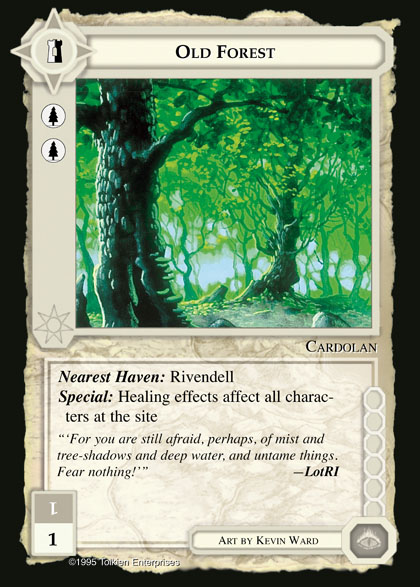 OLD FOREST
CARDOLAN
Nearest Haven: Rivendell
Special: Healing effects affect all charac-
ters at the site
“‘For you are still afraid, perhaps, of mist and
tree-shadows and deep water, and untame things.
Fear nothing!’” —LotRI
1
1
ART BY KEVIN WARD
©1995 Tolkien Enterprises